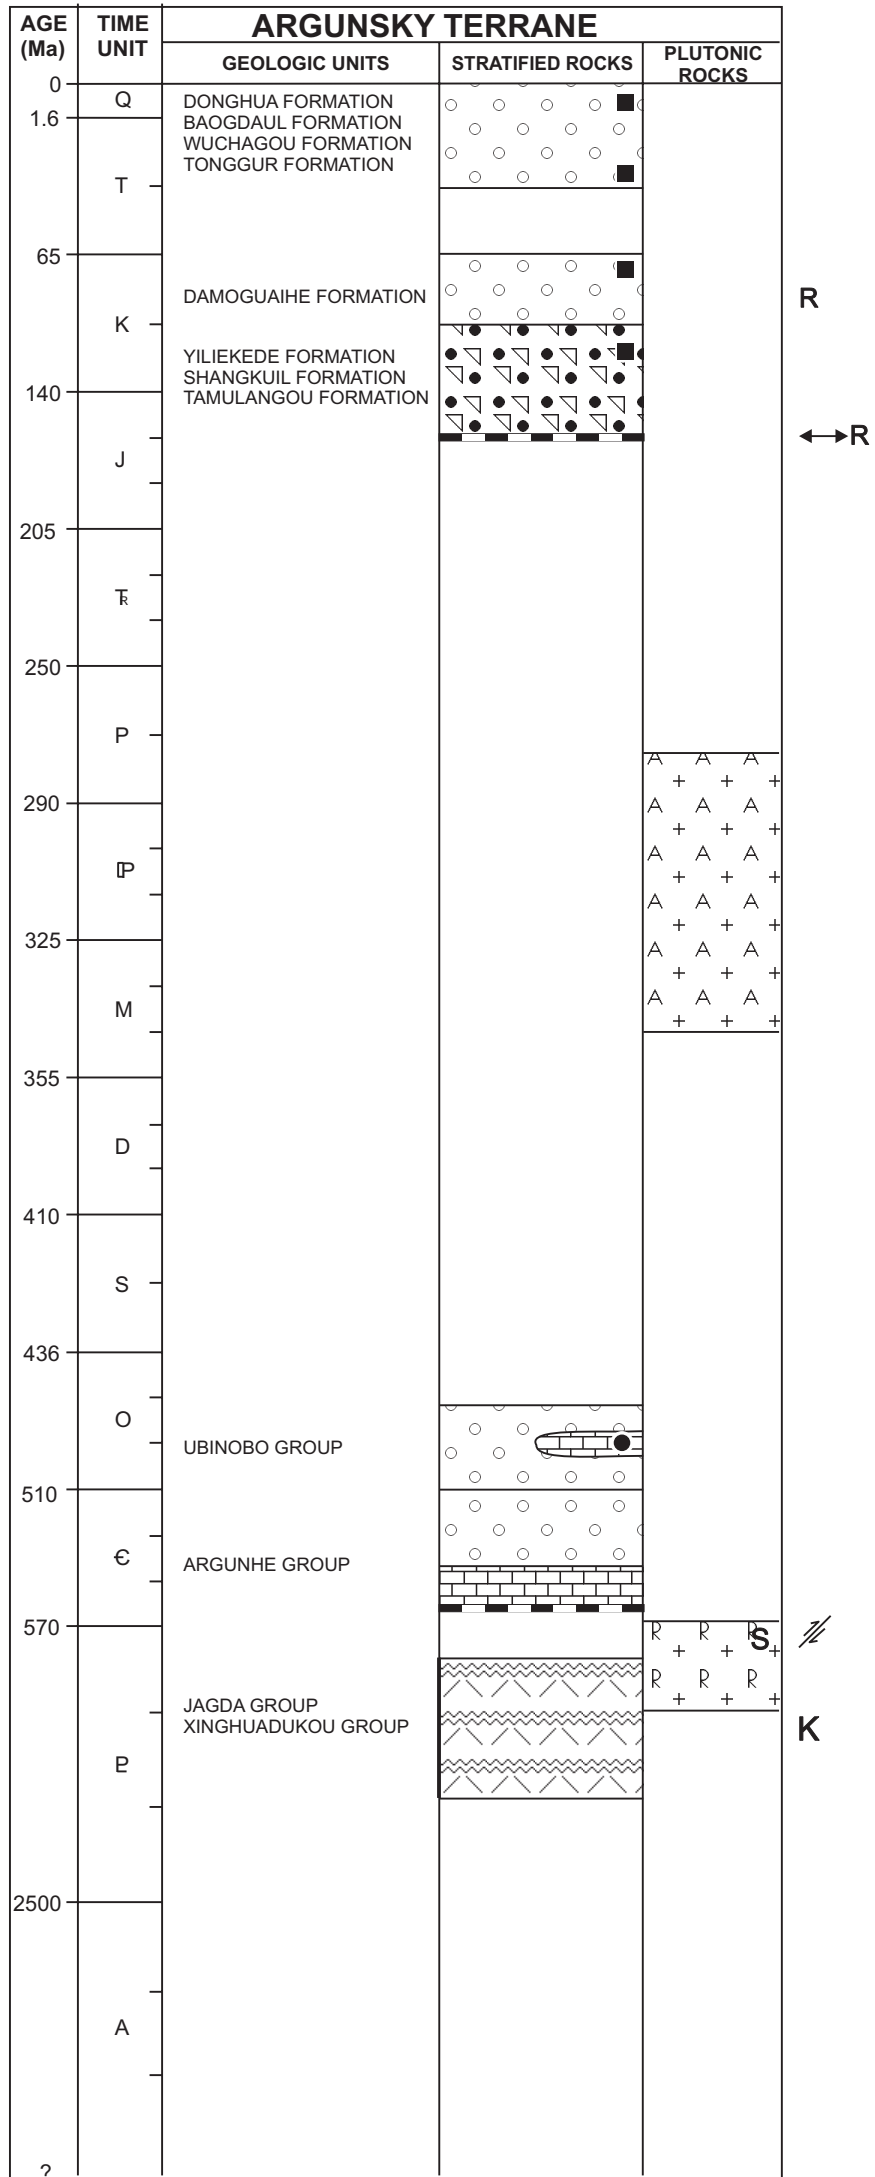 ARGUNSKY TERRANE
AGE (Ma)
TIME UNIT
GEOLOGIC UNITS
STRATIFIED ROCKS
PLUTONIC ROCKS
0
Q
DONGHUA FORMATION
1.6
BAOGDAUL FORMATION
WUCHAGOU FORMATION
TONGGUR FORMATION
T
65
DAMOGUAIHE FORMATION
R
K
YILIEKEDE FORMATION
SHANGKUIL FORMATION
140
TAMULANGOU FORMATION
R
J
205
TR
250
P
290
IP
325
M
355
D
410
S
436
O
UBINOBO GROUP
510
Є
ARGUNHE GROUP
570
S
JAGDA GROUP
XINGHUADUKOU GROUP
K
P
2500
A
?